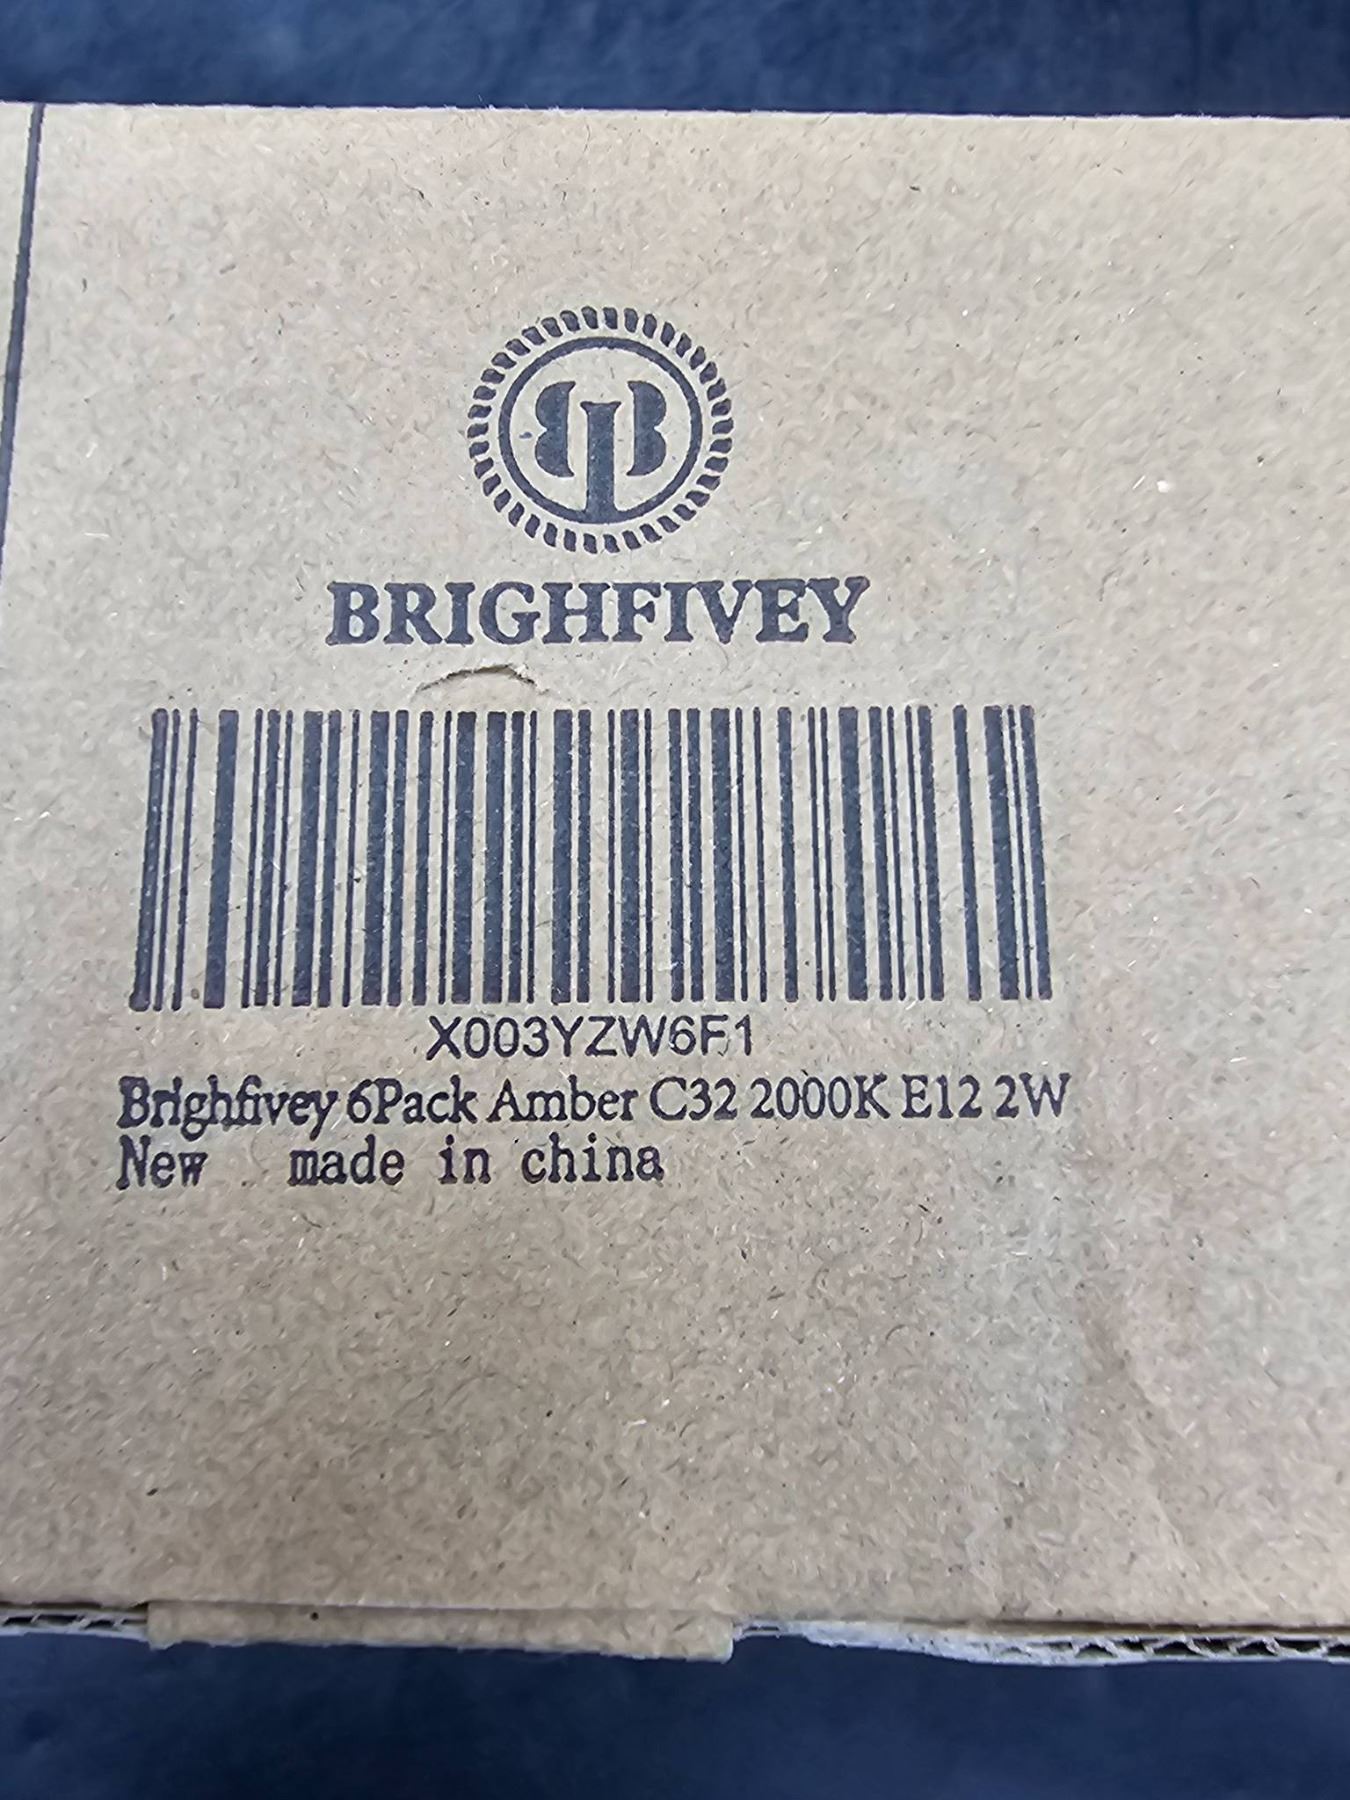 BRIGHFIVEY
X003YZW6F1
Brighfivey 6Pack Amber C32 2000K E12 2W
New made in china